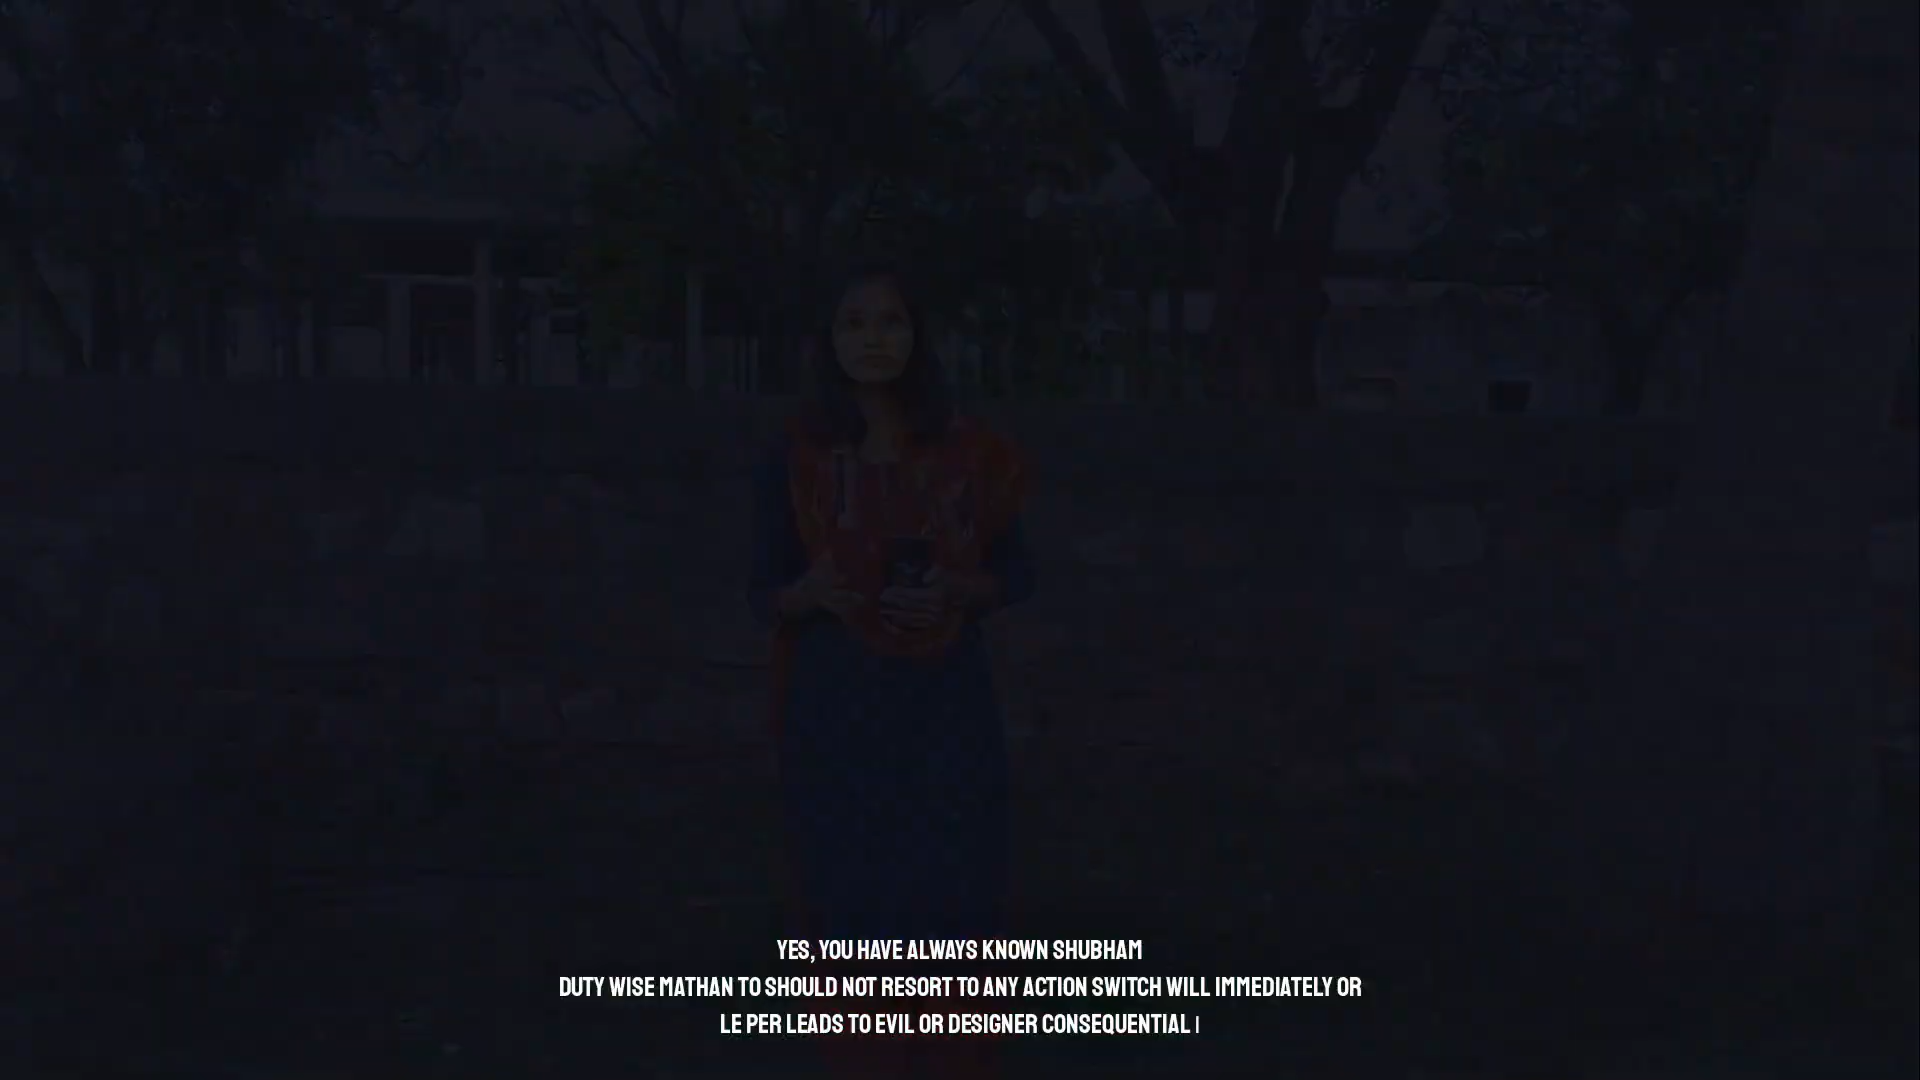 YES, YOU HAVE ALWAYS KNOWN SHUBHAM
DUTY WISE MATHAN TO SHOULD NOT RESORT TO ANY ACTION SWITCH WILL IMMEDIATELY OR
LE PER LEADS TO EVIL OR DESIGNER CONSEQUENTIAL |